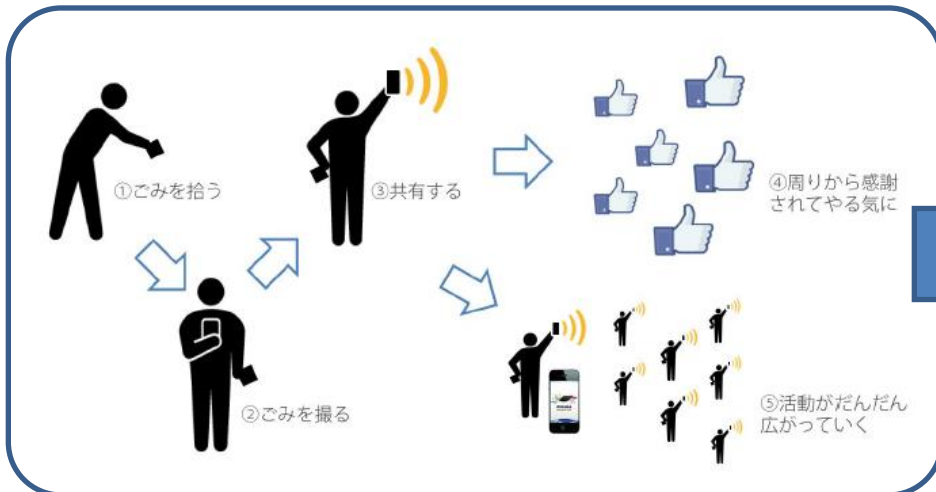 ①ごみを拾う
②ごみを撮る
③共有する
④周りから感謝
されてやる気に
⑤活動がだんだん
広がっていく